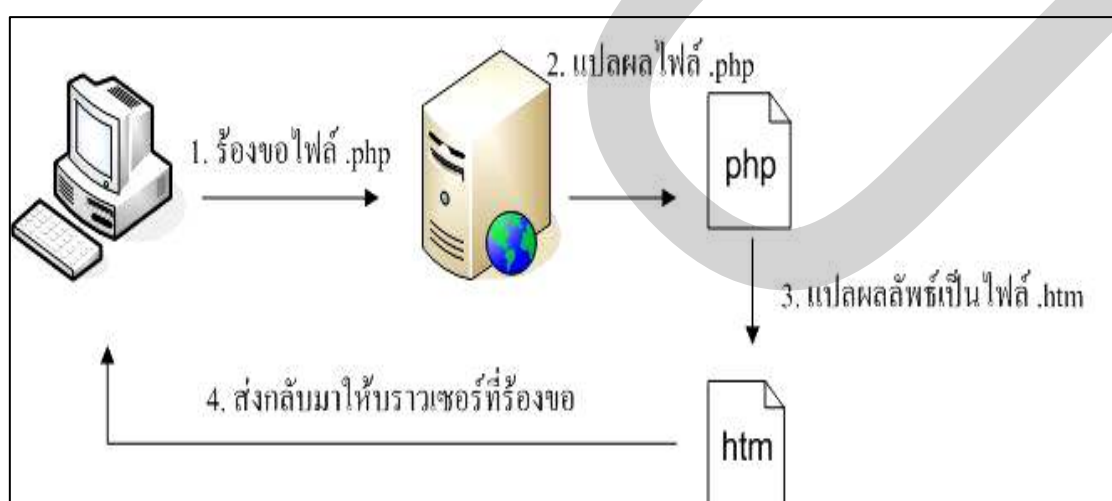 1. ร้องขอไฟล์ .php
2. แปลผลไฟล์ .php
php
3. แปลผลลัพธ์เป็นไฟล์ .htm
4. ส่งกลับมาให้บราวเซอร์ที่ร้องขอ
htm